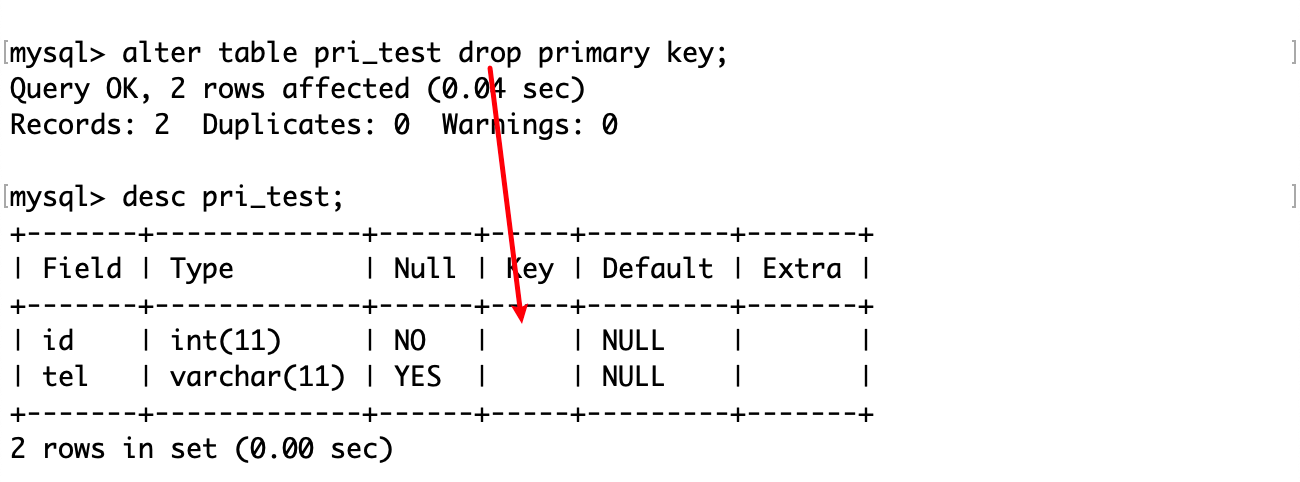 [mysql> alter table pri_test drop primary key; ]
Query OK, 2 rows affected (0.04 sec)
Records: 2  Duplicates: 0  Warnings: 0
[mysql> desc pri_test; ]
+-------+-------------+------+-----+---------+-------+
| Field | Type        | Null | Key | Default | Extra |
+-------+-------------+------+-----+---------+-------+
| id    | int(11)     | NO   |     | NULL    |       |
| tel   | varchar(11) | YES  |     | NULL    |       |
+-------+-------------+------+-----+---------+-------+
2 rows in set (0.00 sec)